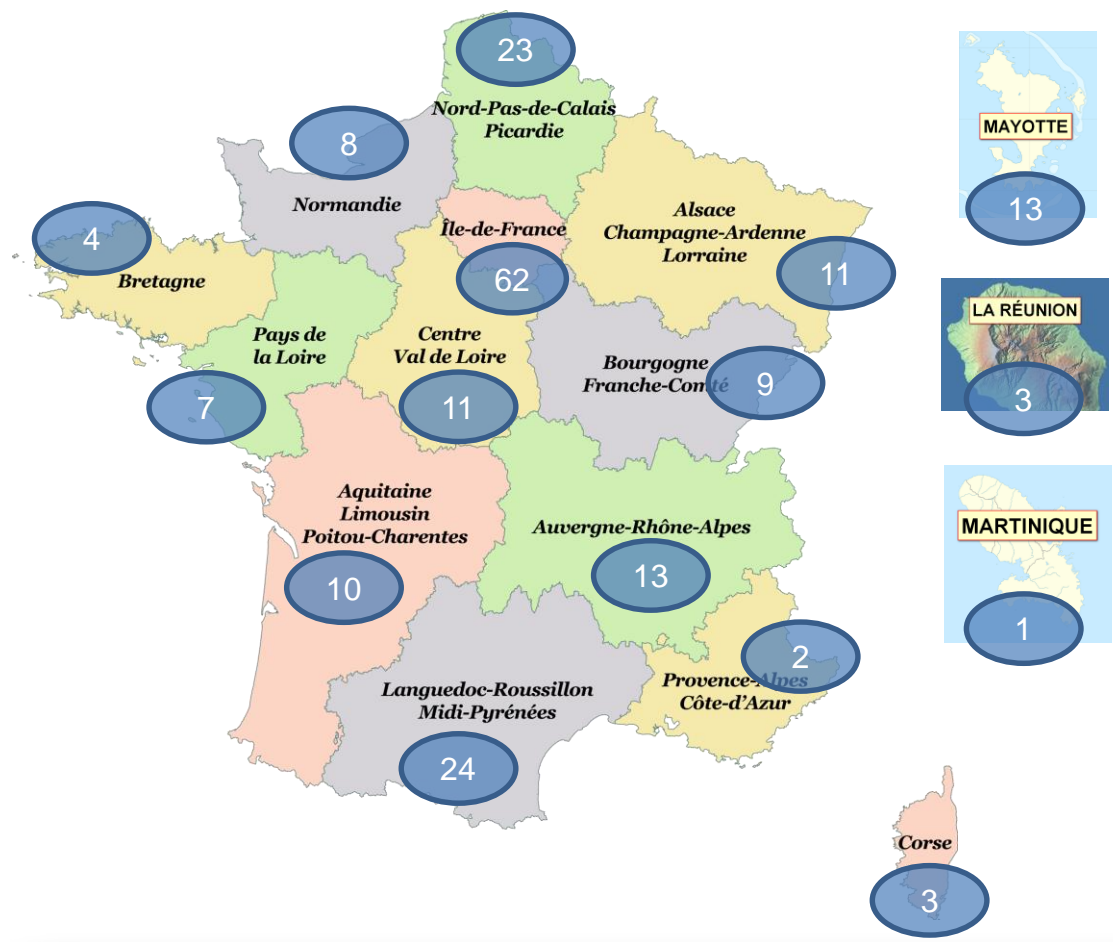 23
Nord-Pas-de-Calais
Picardie
8
Normandie
4
Bretagne
Île-de-France
62
Alsace
Champagne-Ardenne
Lorraine
11
Pays de
la Loire
7
Centre
Val de Loire
11
Bourgogne
Franche-Comté
9
Aquitaine
Limousin
Poitou-Charentes
10
Auvergne-Rhône-Alpes
13
2
Provence-Alpes
Côte-d'Azur
Languedoc-Roussillon
Midi-Pyrénées
24
Corse
3
MAYOTTE
13
LA RÉUNION
3
MARTINIQUE
1